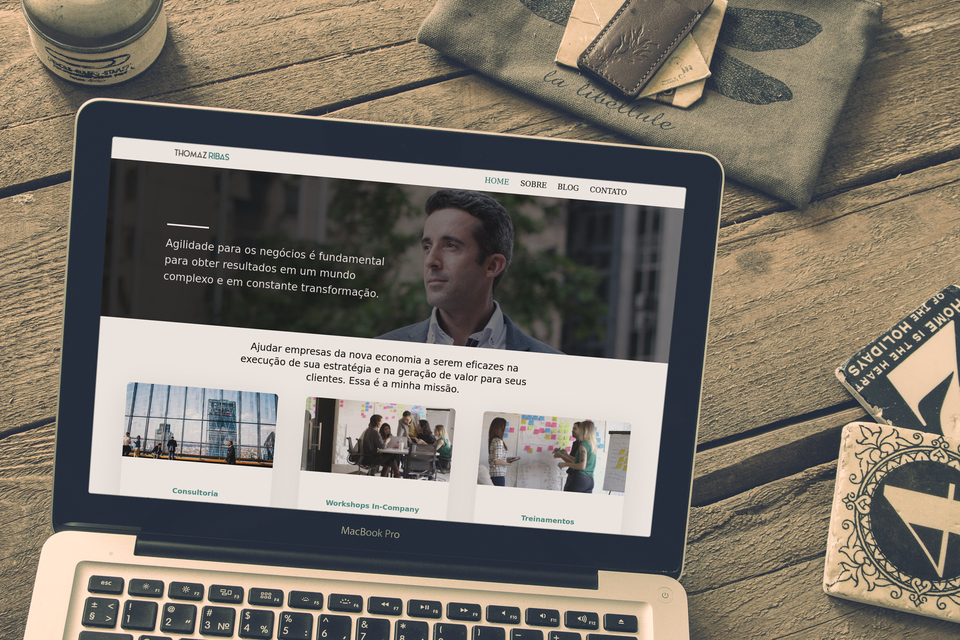 la libellule
THOMAZ RIBAS
HOME SOBRE BLOG CONTATO
Agilidade para os negócios é fundamental
para obter resultados em um mundo
complexo e em constante transformação.
Ajudar empresas da nova economia a serem eficazes na
execução de sua estratégia e na geração de valor para seus
clientes. Essa é a minha missão.
Consultoria
Workshops In-Company
Treinamentos
MacBook Pro
HOME IS THE HEART
OF THE HOLIDAYS
esc